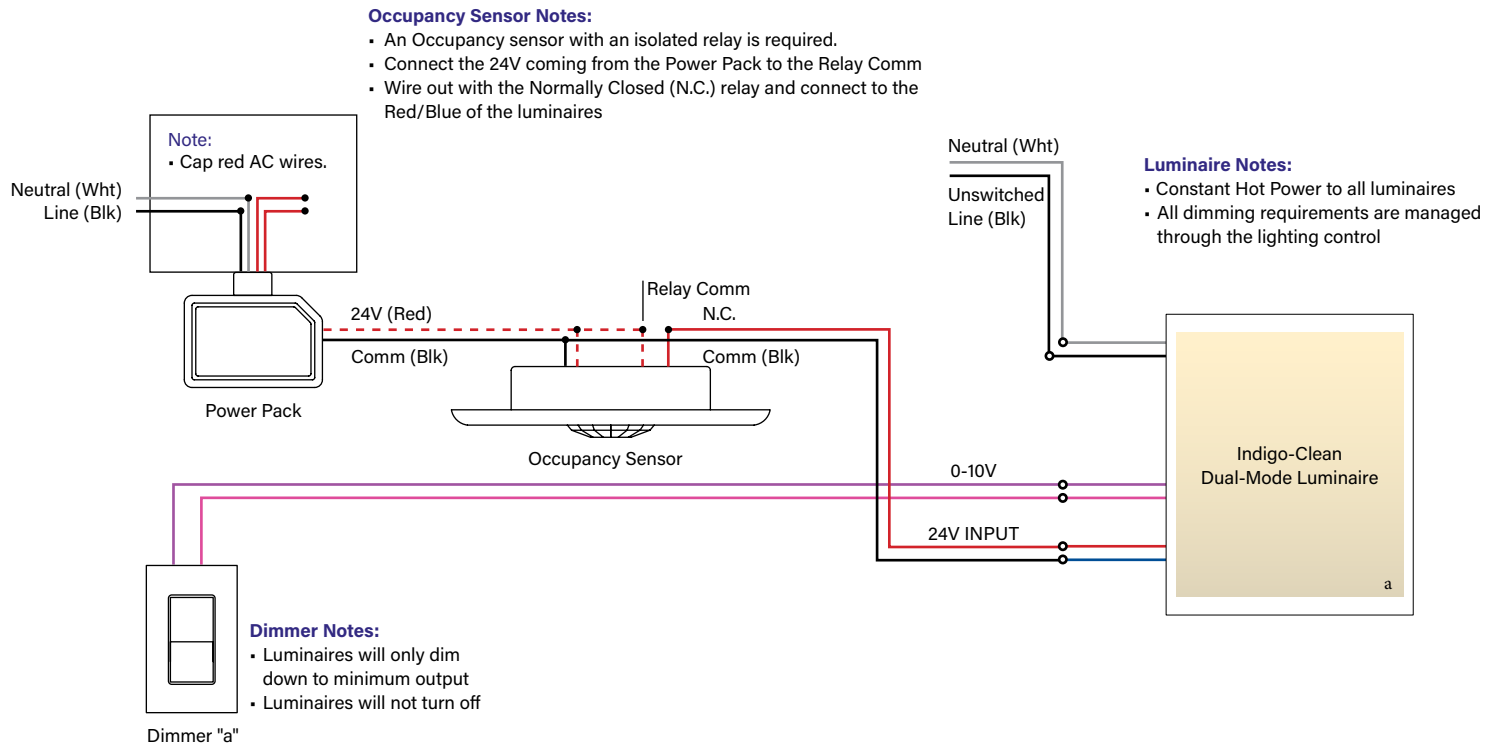 Occupancy Sensor Notes:
▪ An Occupancy sensor with an isolated relay is required.
▪ Connect the 24V coming from the Power Pack to the Relay Comm
▪ Wire out with the Normally Closed (N.C.) relay and connect to the
Red/Blue of the luminaires
Note:
▪ Cap red AC wires.
Neutral (Wht)
Line (Blk)
Neutral (Wht)
Unswitched
Line (Blk)
Luminaire Notes:
▪ Constant Hot Power to all luminaires
▪ All dimming requirements are managed
through the lighting control
Relay Comm
24V (Red)
N.C.
Comm (Blk)
Comm (Blk)
Power Pack
Occupancy Sensor
0-10V
24V INPUT
Indigo-Clean
Dual-Mode Luminaire
a
Dimmer Notes:
▪ Luminaires will only dim
down to minimum output
▪ Luminaires will not turn off
Dimmer "a"